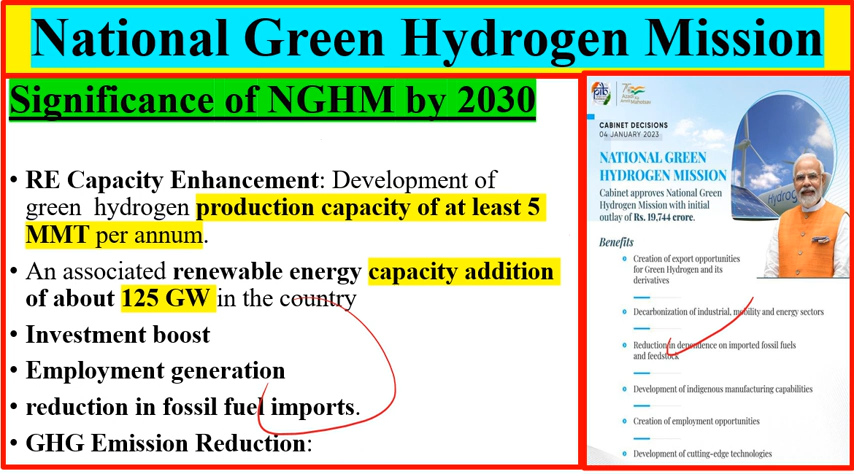 National Green Hydrogen Mission
Significance of NGHM by 2030
• RE Capacity Enhancement: Development of
green hydrogen production capacity of at least 5
MMT per annum.
• An associated renewable energy capacity addition
of about 125 GW in the country
• Investment boost
• Employment generation
• reduction in fossil fuel imports.
• GHG Emission Reduction:
CABINET DECISIONS
04 JANUARY 2023
NATIONAL GREEN
HYDROGEN MISSION
Cabinet approves National Green
Hydrogen Mission with initial
outlay of Rs. 19,744 crore.
Benefits
Creation of export opportunities
for Green Hydrogen and its
derivatives
Decarbonization of industrial, mobility and energy sectors
Reduction in dependence on imported fossil fuels
and feedstock
Development of indigenous manufacturing capabilities
Creation of employment opportunities
Development of cutting-edge technologies